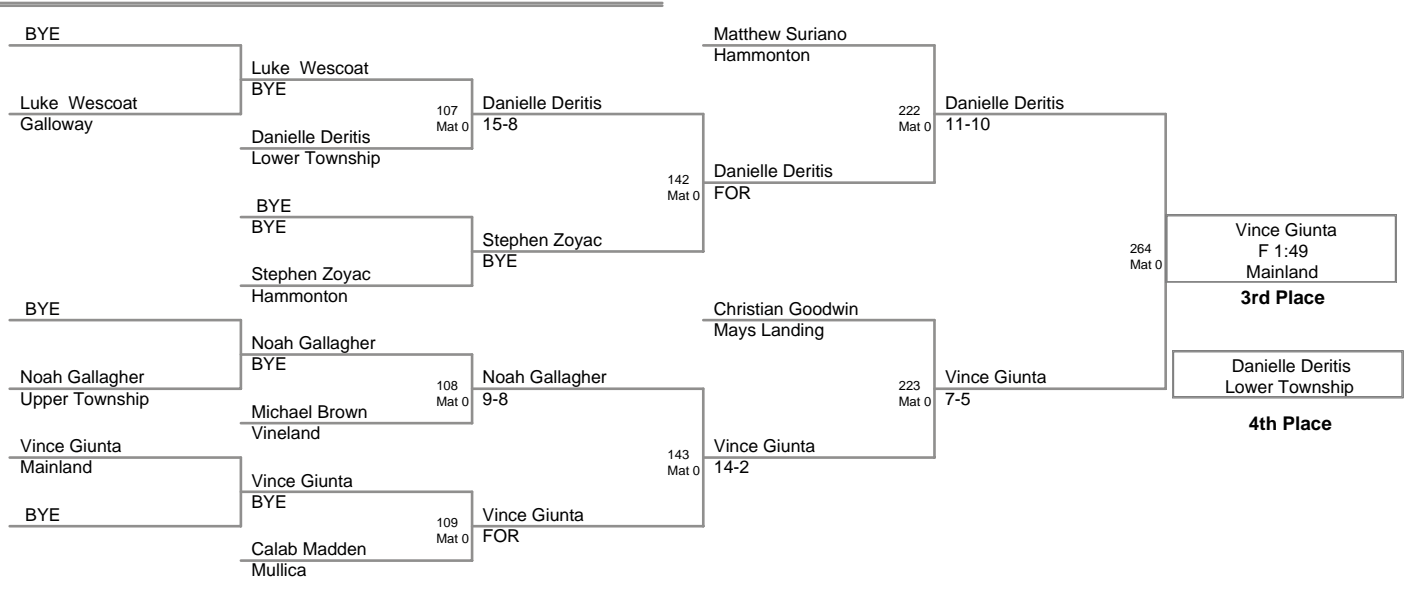 BYE
Luke  Wescoat
Galloway
Luke  Wescoat
BYE
Danielle Deritis
Lower Township
107
Mat 0
Danielle Deritis
15-8
BYE
BYE
Stephen Zoyac
Hammonton
Stephen Zoyac
BYE
142
Mat 0
Matthew Suriano
Hammonton
Danielle Deritis
FOR
222
Mat 0
Danielle Deritis
11-10
BYE
Noah Gallagher
Upper Township
Noah Gallagher
BYE
Michael Brown
Vineland
108
Mat 0
Noah Gallagher
9-8
Vince Giunta
Mainland
BYE
Vince Giunta
BYE
Calab Madden
Mullica
109
Mat 0
Vince Giunta
FOR
143
Mat 0
Christian Goodwin
Mays Landing
Vince Giunta
14-2
223
Mat 0
Vince Giunta
7-5
264
Mat 0
Vince Giunta
F 1:49
Mainland
3rd Place
Danielle Deritis
Lower Township
4th Place